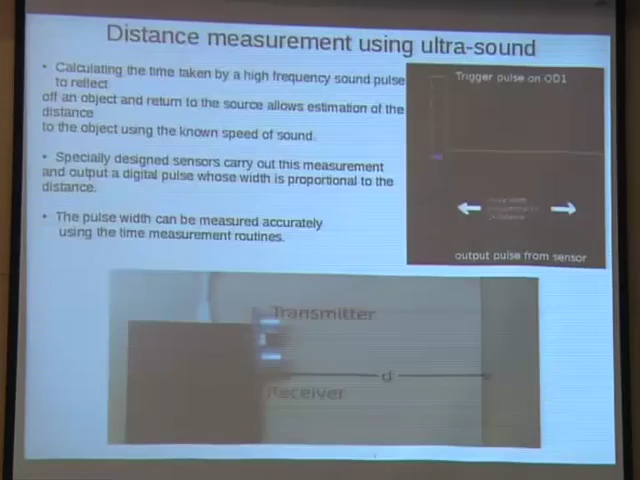 Distance measurement using ultra-sound
• Calculating the time taken by a high frequency sound pulse
to reflect
off an object and return to the source allows estimation of the
distance
to the object using the known speed of sound.
• Specially designed sensors carry out this measurement
and output a digital pulse whose width is proportional to the
distance.
• The pulse width can be measured accurately
using the time measurement routines.
Trigger pulse on OD1
output pulse from sensor
Transmitter
d
Receiver